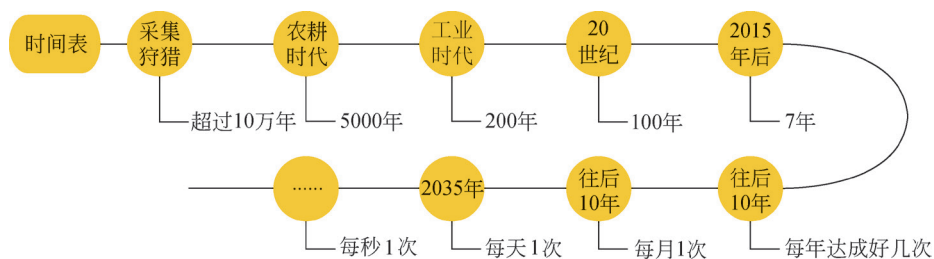 时间表
采集
狩猎
农耕
时代
工业
时代
20
世纪
2015
年后
超过10万年
5000年
200年
100年
7年
……
2035年
往后
10年
往后
10年
每秒1次
每天1次
每月1次
每年达成好几次